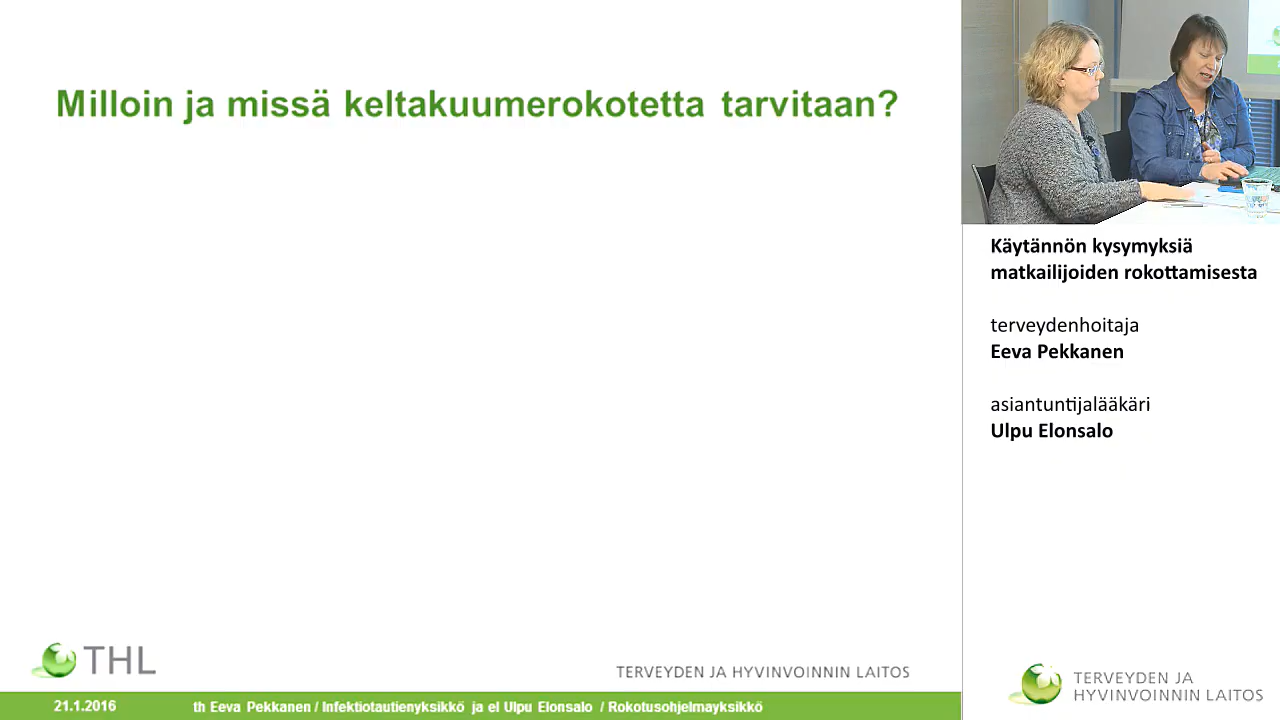 Milloin ja missä keltakuumerokotetta tarvitaan?
Käytännön kysymyksiä
matkailijoiden rokottamisesta
terveydenhoitaja
Eeva Pekkanen
asiantuntijalääkäri
Ulpu Elonsalo
THL
TERVEYDEN JA HYVINVOINNIN LAITOS
21.1.2016
th Eeva Pekkanen / Infektiotautienyksikkö ja el Ulpu Elonsalo / Rokotusohjelmayksikkö
TERVEYDEN JA
HYVINVOINNIN LAITOS